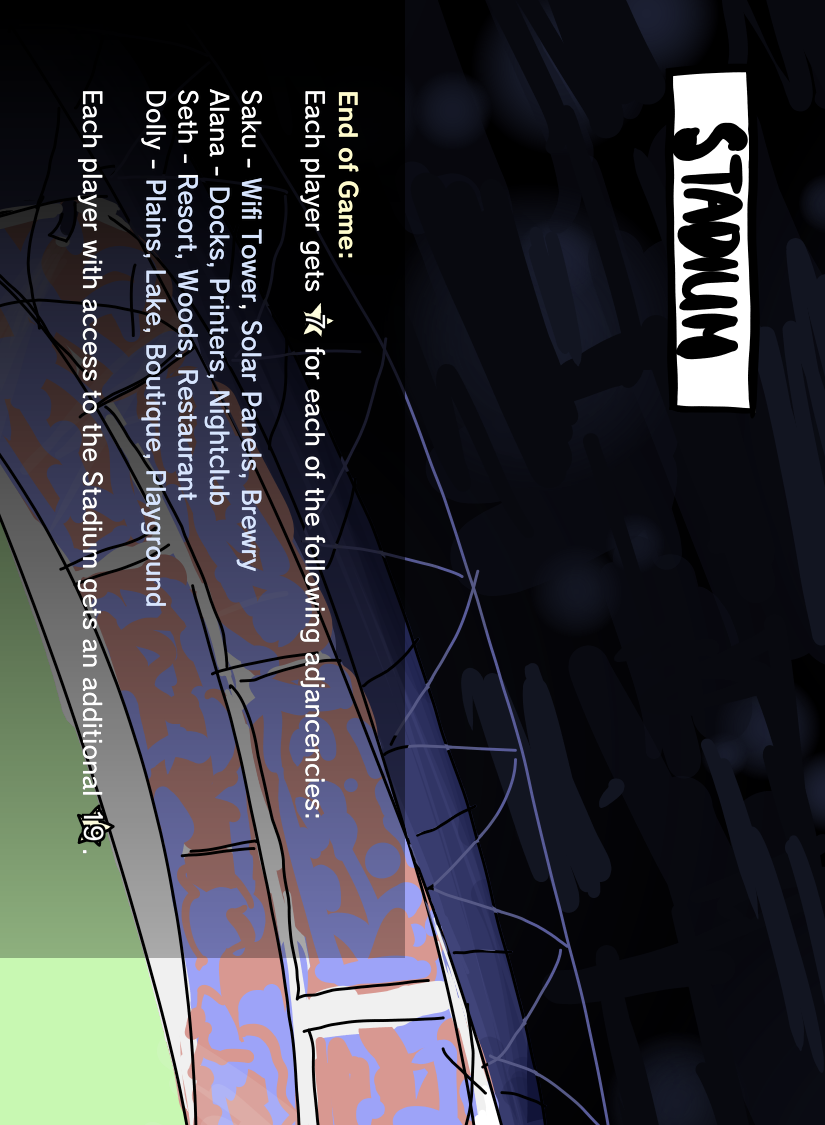 STADIUM
End of Game:
Each player gets for each of the following adjancencies:
Saku - Wifi Tower, Solar Panels, Brewry
Alana - Docks, Printers, Nightclub
Seth - Resort, Woods, Restaurant
Dolly - Plains, Lake, Boutique, Playground
Each player with access to the Stadium gets an additional 19.